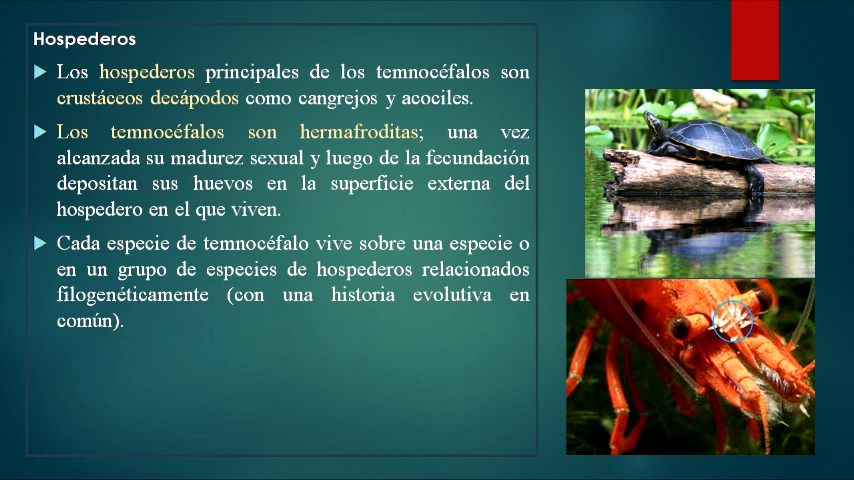 Hospederos
Los hospederos principales de los temnocéfalos son
crustáceos decápodos como cangrejos y acociles.
Los temnocéfalos son hermafroditas; una vez
alcanzada su madurez sexual y luego de la fecundación
depositan sus huevos en la superficie externa del
hospedero en el que viven.
Cada especie de temnocéfalo vive sobre una especie o
en un grupo de especies de hospederos relacionados
filogenéticamente (con una historia evolutiva en
común).